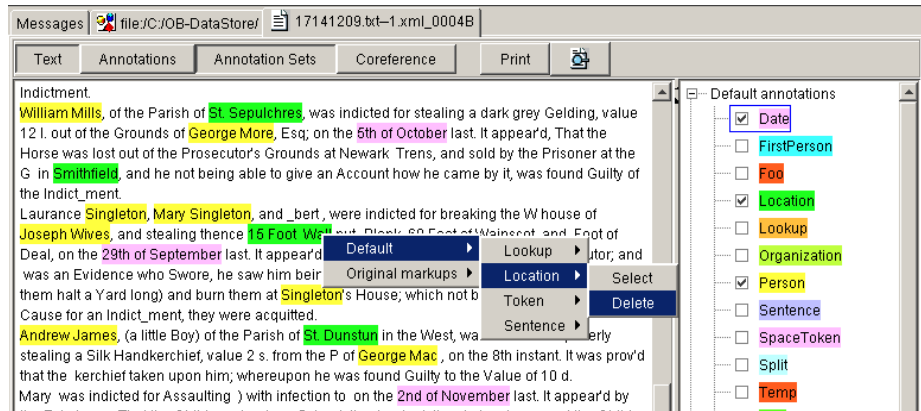 Messages file:/C:/OB-DataStore/ 17141209.txt--1.xml_0004B
Text Annotations Annotation Sets Coreference Print
Indictment.
William Mills, of the Parish of St. Sepulchres, was indicted for stealing a dark grey Gelding, value
12 l. out of the Grounds of George More, Esq; on the 5th of October last. It appear'd, That the
Horse was lost out of the Prosecutor's Grounds at Newark Trens, and sold by the Prisoner at the
G in Smithfield, and he not being able to give an Account how he came by it, was found Guilty of
the Indict_ment.
Laurance Singleton, Mary Singleton, and _bert , were indicted for breaking the W house of
Joseph Wives, and stealing thence 15 Foot Wall
Deal, on the 29th of September last. It appear'd
was an Evidence who Swore, he saw him
them half a Yard long) and burn them at Singleton's House; which not
Cause for an Indict_ment, they were acquitted.
Andrew James, (a little Boy) of the Parish of St. Dunstun in the West,
stealing a Silk Handkerchief, value 2 s. from the P of George Mac , on the 8th instant. It was prov'd
that the kerchief taken upon him; whereupon he was found Guilty to the Value of 10 d.
Mary was indicted for Assaulting ) with infection to on the 2nd of November last. It appear'd by
Default
Original markups
Lookup
Location
Token
Sentence
Select
Delete
Default annotations
Date
FirstPerson
Foo
Location
Lookup
Organization
Person
Sentence
SpaceToken
Split
Temp